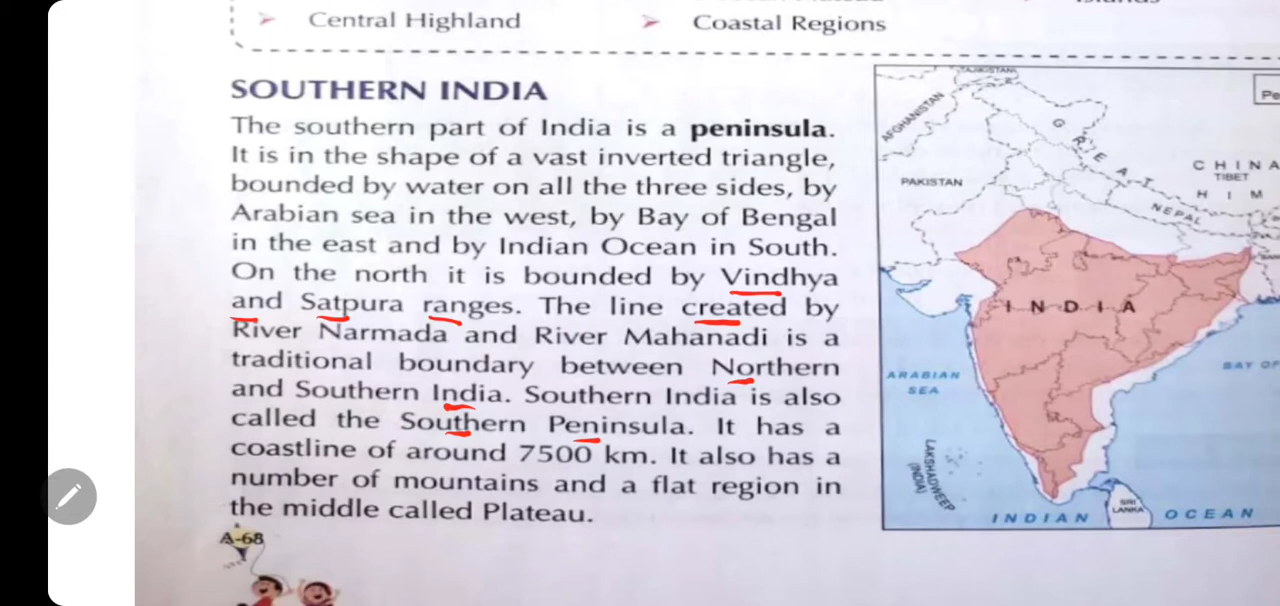 Central Highland
Coastal Regions
SOUTHERN INDIA
The southern part of India is a peninsula.
It is in the shape of a vast inverted triangle,
bounded by water on all the three sides, by
Arabian sea in the west, by Bay of Bengal
in the east and by Indian Ocean in South.
On the north it is bounded by Vindhya
and Satpura ranges. The line created by
River Narmada and River Mahanadi is a
traditional boundary between Northern
and Southern India. Southern India is also
called the Southern Peninsula. It has a
coastline of around 7500 km. It also has a
number of mountains and a flat region in
the middle called Plateau.
A-68
AFGHANISTAN
PAKISTAN
GREAT
CHINA
TIBET
HIM
NEPAL
Pe
INDIA
ARABIAN
SEA
BAY OF
LAKSHADWEEP
(INDIA)
SRI
LANKA
INDIAN OCEAN